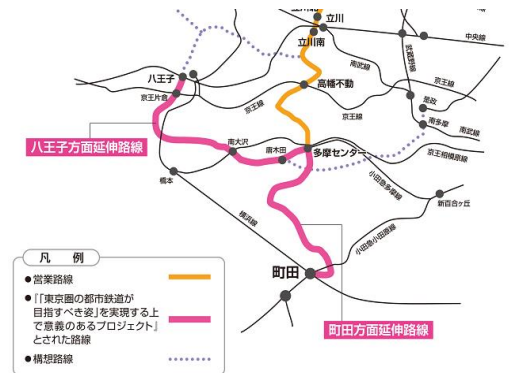 立川
立川南
中央線
武蔵野線
南武線
八王子
高幡不動
京王線
京王片倉
京王線
京王線
是政
南多摩
南武線
八王子方面延伸路線
南大沢
唐木田
多摩センター
京王相模原線
橋本
小田急多摩線
新百合ヶ丘
横浜線
小田急小田原線
町田
町田方面延伸路線
凡 例
●営業路線
●『「東京圏の都市鉄道が
目指すべき姿」を実現する上
で意義のあるプロジェクト』
とされた路線
●構想路線